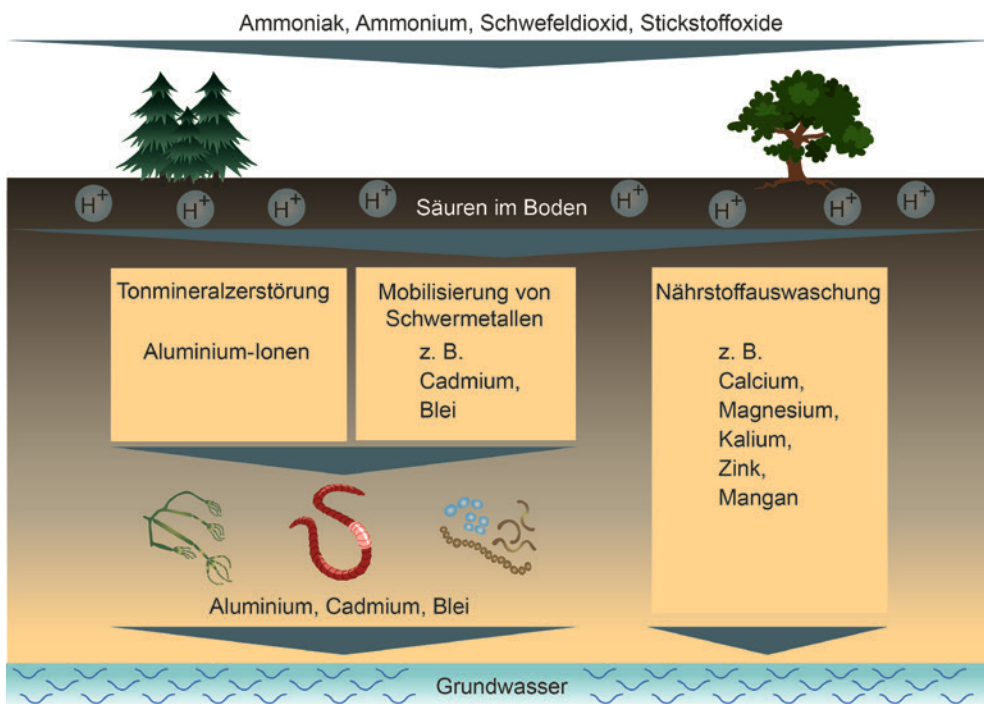 Ammoniak, Ammonium, Schwefeldioxid, Stickstoffoxide
H+ H+ H+ H+ Säuren im Boden H+ H+ H+ H+
Tonmineralzerstörung
Aluminium-Ionen
Mobilisierung von
Schwermetallen
z. B.
Cadmium,
Blei
Nährstoffauswaschung
z. B.
Calcium,
Magnesium,
Kalium,
Zink,
Mangan
Aluminium, Cadmium, Blei
Grundwasser